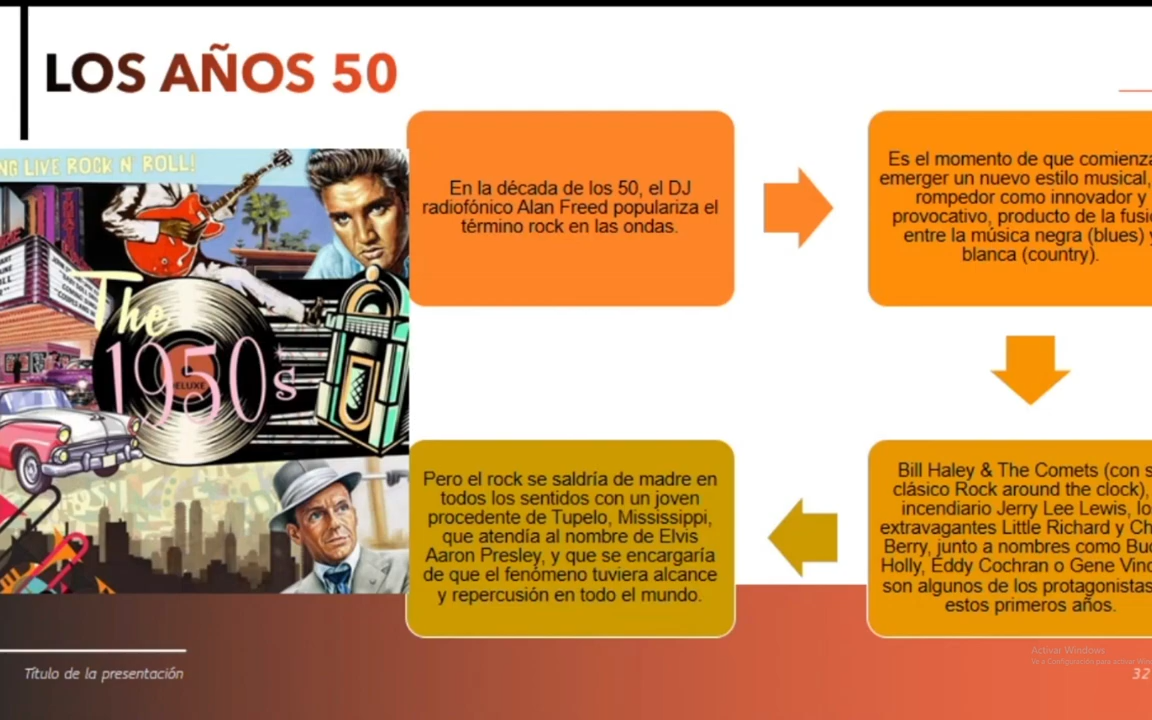 LOS AÑOS 50
NG LIVE ROCK N' ROLL!
The
1950s
DELUXE
En la década de los 50, el DJ
radiofónico Alan Freed populariza el
término rock en las ondas.
Es el momento de que comienza
emerger un nuevo estilo musical,
rompedor como innovador y
provocativo, producto de la fusi
entre la música negra (blues) y
blanca (country).
Bill Haley & The Comets (con s
clásico Rock around the clock),
incendiario Jerry Lee Lewis, lo
extravagantes Little Richard y Ch
Berry, junto a nombres como Bud
Holly, Eddy Cochran o Gene Vinc
son algunos de los protagonistas
estos primeros años.
Pero el rock se saldría de madre en
todos los sentidos con un joven
procedente de Tupelo, Mississippi,
que atendía al nombre de Elvis
Aaron Presley, y que se encargaría
de que el fenómeno tuviera alcance
y repercusión en todo el mundo.
Activar Windows
Ve a Configuración para activar Win
Título de la presentación
32